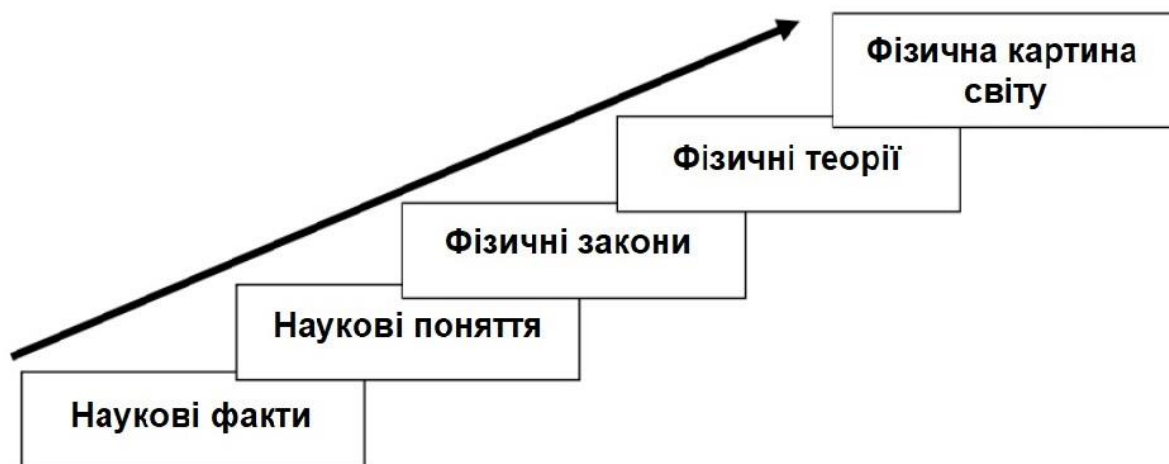 Фізична картина
світу
Фізичні теорії
Фізичні закони
Наукові поняття
Наукові факти